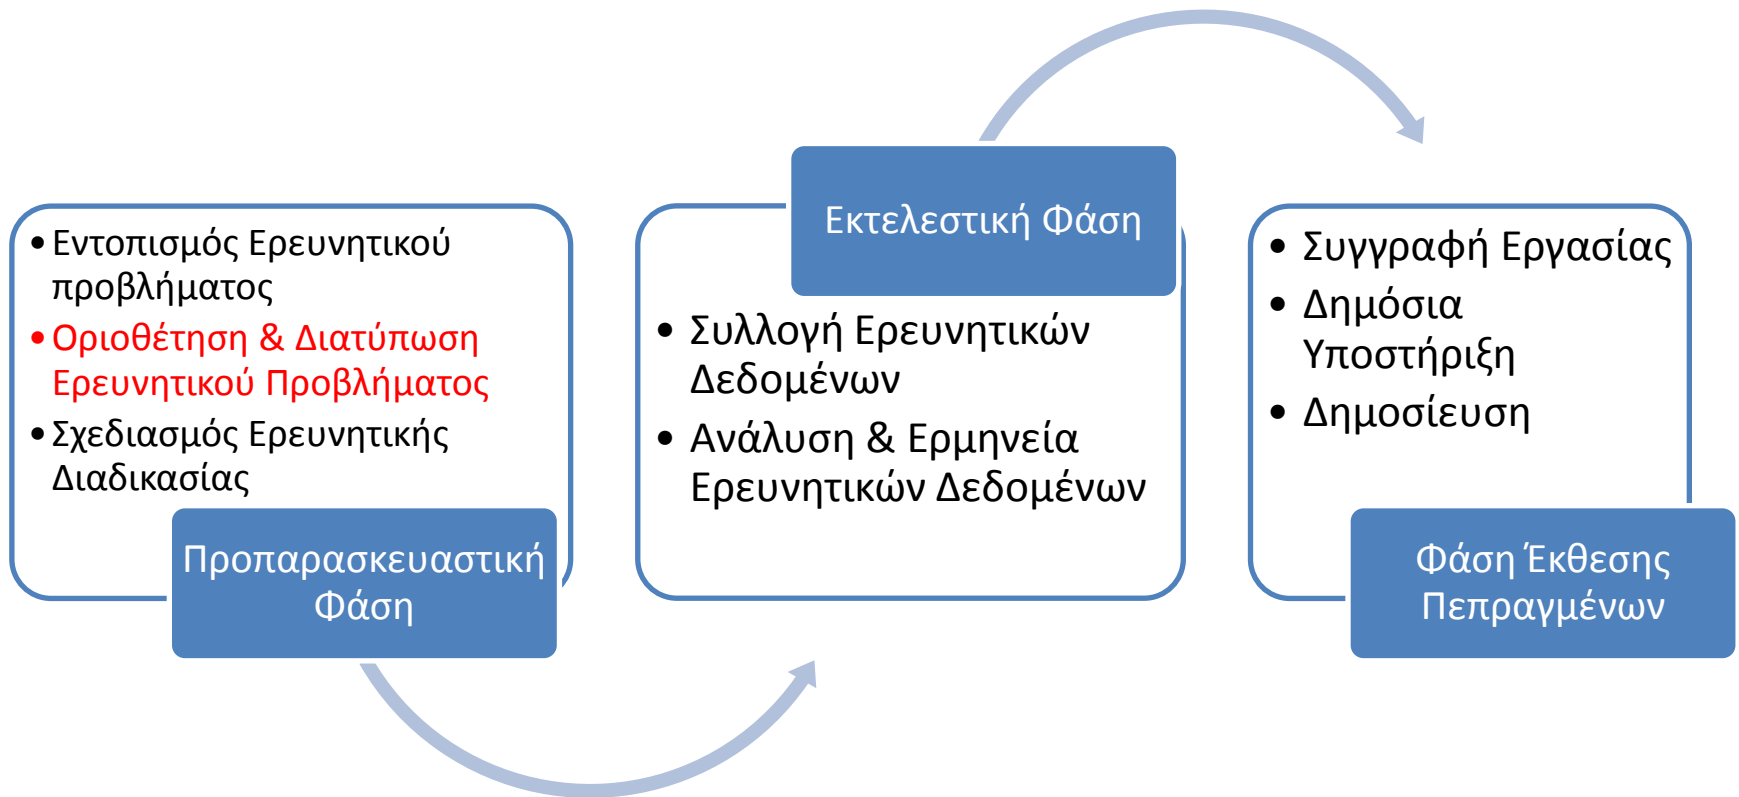 • Εντοπισμός Ερευνητικού
προβλήματος
• Οριοθέτηση & Διατύπωση
Ερευνητικού Προβλήματος
• Σχεδιασμός Ερευνητικής
Διαδικασίας
Προπαρασκευαστική
Φάση
Εκτελεστική Φάση
• Συλλογή Ερευνητικών
Δεδομένων
• Ανάλυση & Ερμηνεία
Ερευνητικών Δεδομένων
• Συγγραφή Εργασίας
• Δημόσια
Υποστήριξη
• Δημοσίευση
Φάση Έκθεσης
Πεπραγμένων